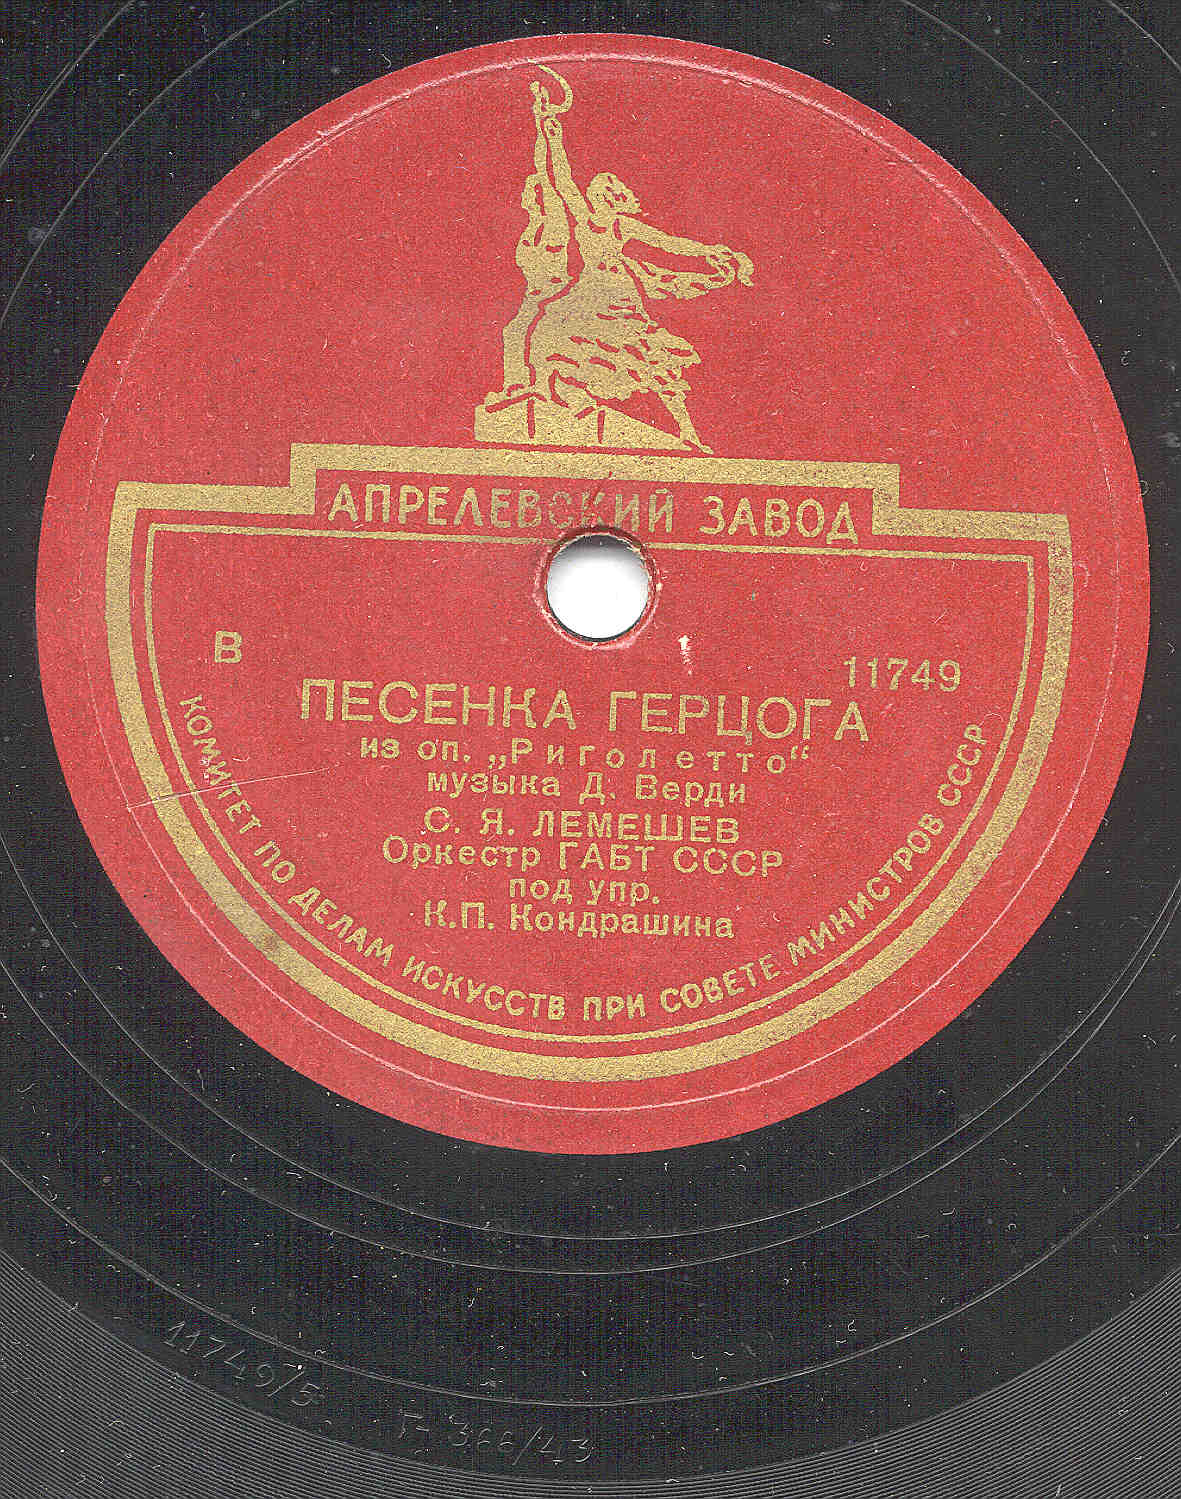 АПРЕЛЕВСКИЙ ЗАВОД
В
11749
ПЕСЕНКА ГЕРЦОГА
из оп. „Риголетто“
музыка Д. Верди
С. Я. ЛЕМЕШЕВ
Оркестр ГАБТ СССР
под упр.
К.П. Кондрашина
КОМИТЕТ ПО ДЕЛАМ ИСКУССТВ ПРИ СОВЕТЕ МИНИСТРОВ СССР
11749/5